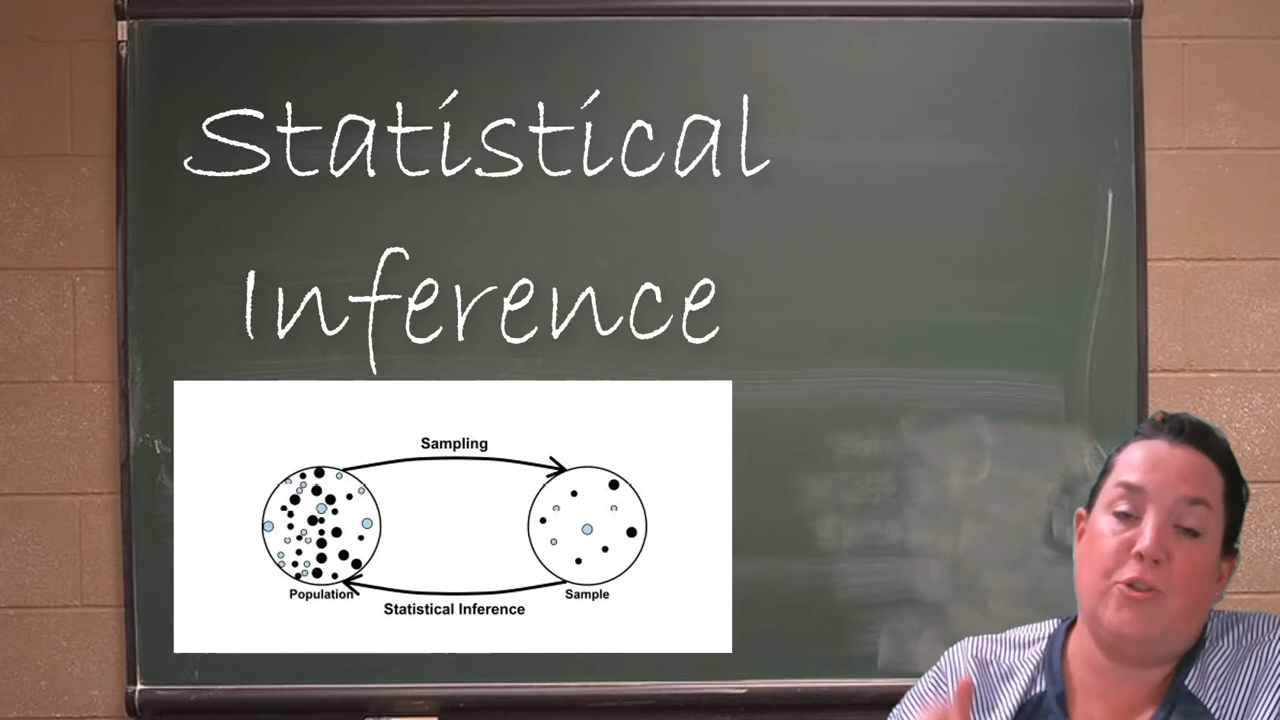 Statistical
Inference
Sampling
Population
Sample
Statistical Inference